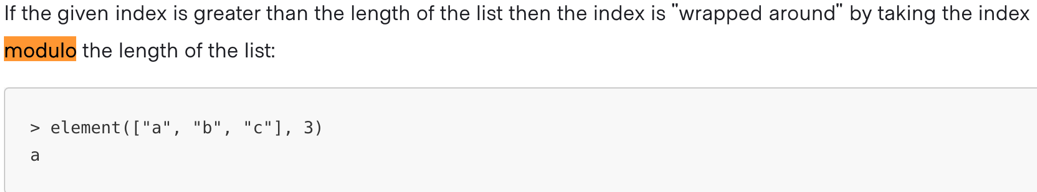 If the given index is greater than the length of the list then the index is "wrapped around" by taking the index
modulo the length of the list:
> element(["a", "b", "c"], 3)
a